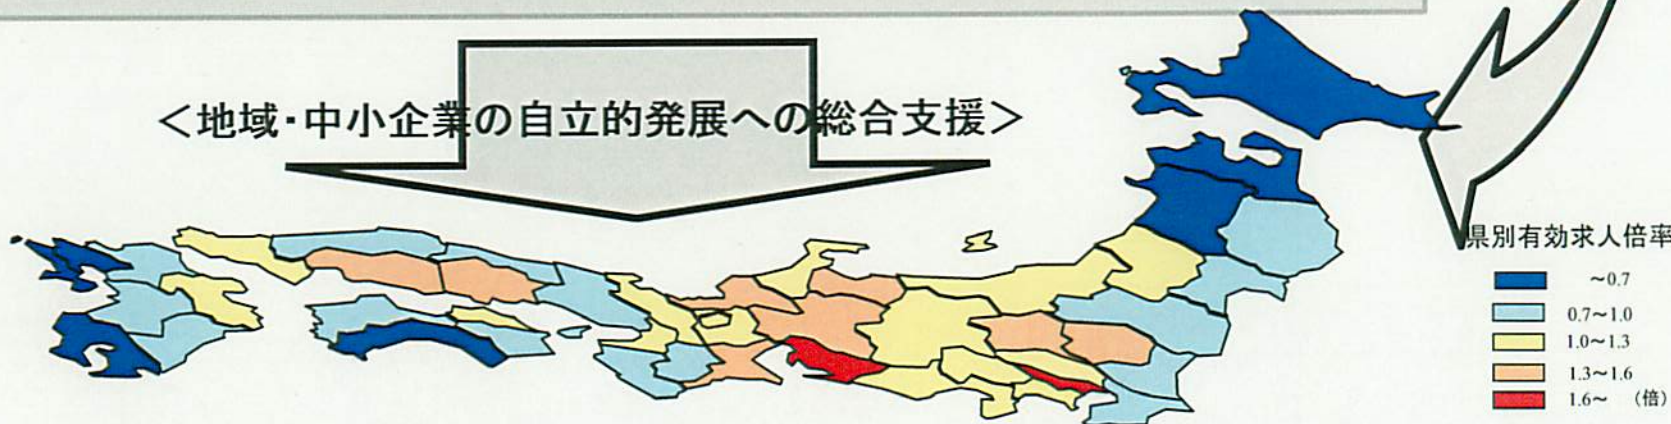 ＜地域・中小企業の自立的発展への総合支援＞
県別有効求人倍率
～0.7
0.7～1.0
1.0～1.3
1.3～1.6
1.6～ （倍）